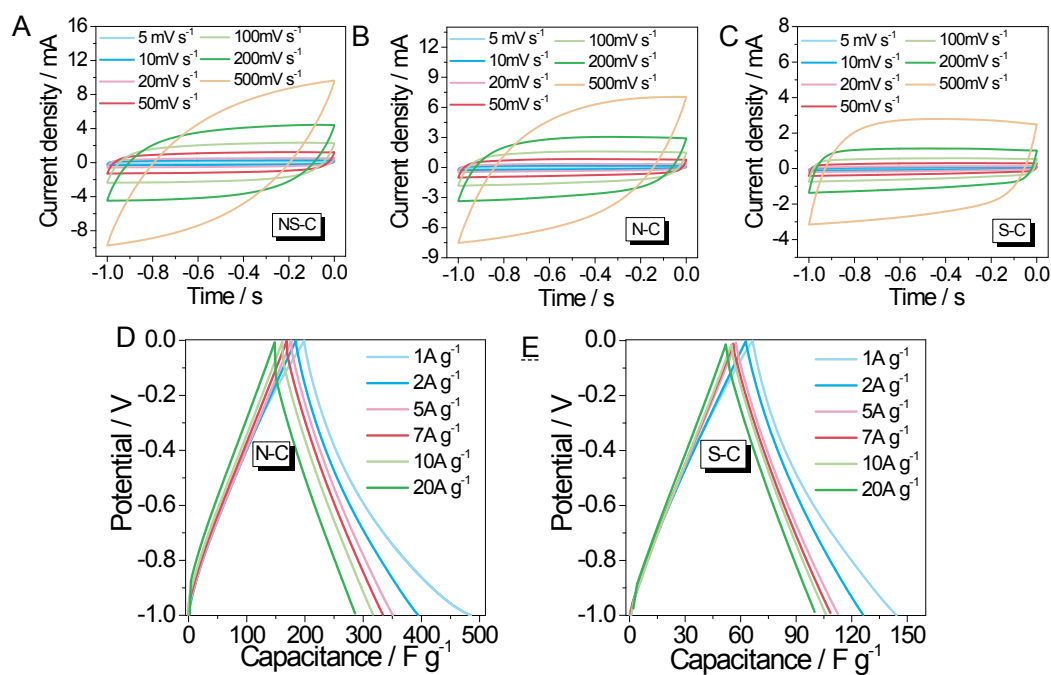 A
Current density / mA
16
12
8
4
0
-4
-8
5 mV s⁻¹
100mV s⁻¹
10mV s⁻¹
200mV s⁻¹
20mV s⁻¹
500mV s⁻¹
50mV s⁻¹
NS-C
-1.0 -0.8 -0.6 -0.4 -0.2 0.0
Time / s
B
Current density / mA
12
9
6
3
0
-3
-6
-9
5 mV s⁻¹
100mV s⁻¹
10mV s⁻¹
200mV s⁻¹
20mV s⁻¹
500mV s⁻¹
50mV s⁻¹
N-C
-1.0 -0.8 -0.6 -0.4 -0.2 0.0
Time / s
C
Current density / mA
8
6
4
2
0
-2
-4
5 mV s⁻¹
100mV s⁻¹
10mV s⁻¹
200mV s⁻¹
20mV s⁻¹
500mV s⁻¹
50mV s⁻¹
S-C
-1.0 -0.8 -0.6 -0.4 -0.2 0.0
Time / s
D
Potential / V
0.0
-0.2
-0.4
-0.6
-0.8
-1.0
1A g⁻¹
2A g⁻¹
5A g⁻¹
7A g⁻¹
10A g⁻¹
20A g⁻¹
N-C
0 100 200 300 400 500
Capacitance / F g⁻¹
E
Potential / V
0.0
-0.2
-0.4
-0.6
-0.8
-1.0
1A g⁻¹
2A g⁻¹
5A g⁻¹
7A g⁻¹
10A g⁻¹
20A g⁻¹
S-C
0 30 60 90 120 150
Capacitance / F g⁻¹